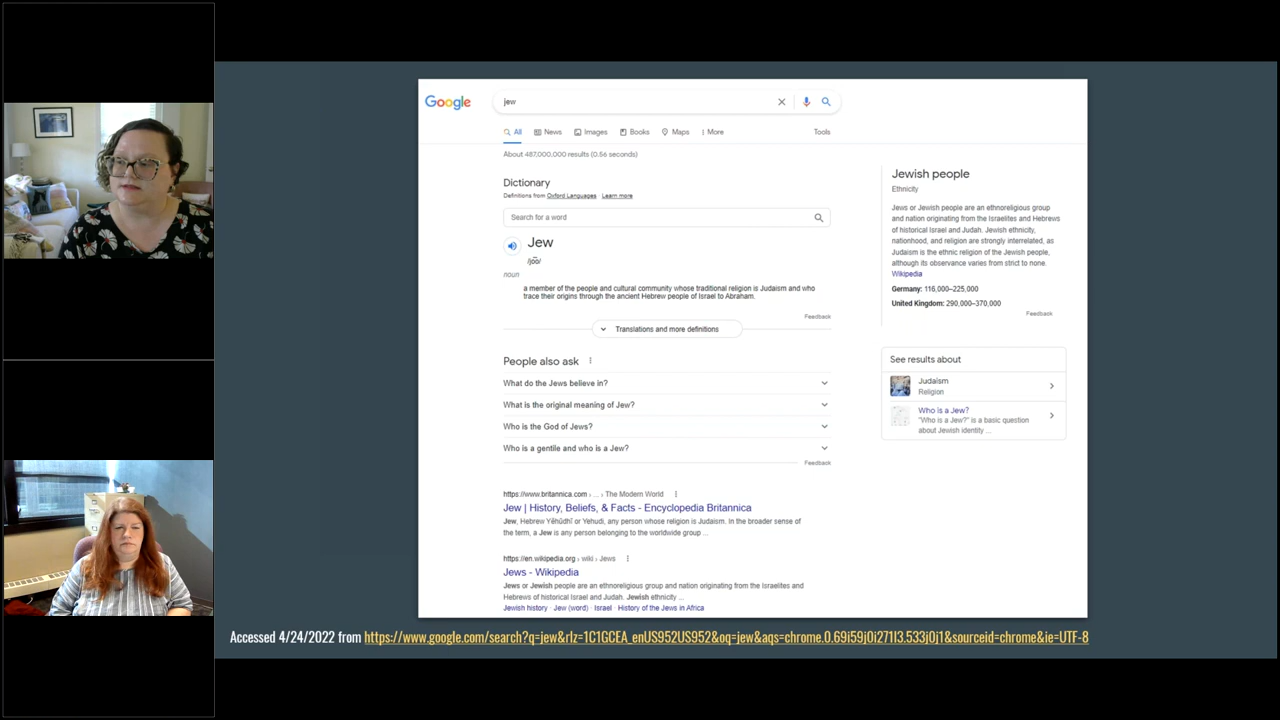 Google
jew
All
News
Images
Books
Maps
More
Tools
About 487,000,000 results (0.56 seconds)
Dictionary
Definitions from Oxford Languages · Learn more
Search for a word
Jew
/jo͞o/
noun
a member of the people and cultural community whose traditional religion is Judaism and who
trace their origins through the ancient Hebrew people of Israel to Abraham.
Feedback
Translations and more definitions
People also ask
What do the Jews believe in?
What is the original meaning of Jew?
Who is the God of Jews?
Who is a gentile and who is a Jew?
Feedback
https://www.britannica.com › ... › The Modern World
Jew | History, Beliefs, & Facts - Encyclopedia Britannica
Jew, Hebrew Yĕhūdhī or Yehudi, any person whose religion is Judaism. In the broader sense of
the term, a Jew is any person belonging to the worldwide group ...
https://en.wikipedia.org › wiki › Jews
Jews - Wikipedia
Jews or Jewish people are an ethnoreligious group and nation originating from the Israelites and
Hebrews of historical Israel and Judah. Jewish ethnicity ...
Jewish history · Jew (word) · Israel · History of the Jews in Africa
Jewish people
Ethnicity
Jews or Jewish people are an ethnoreligious group
and nation originating from the Israelites and Hebrews
of historical Israel and Judah. Jewish ethnicity,
nationhood, and religion are strongly interrelated, as
Judaism is the ethnic religion of the Jewish people,
although its observance varies from strict to none.
Wikipedia
Germany: 116,000–225,000
United Kingdom: 290,000–370,000
Feedback
See results about
Judaism
Religion
Who is a Jew?
"Who is a Jew?" is a basic question
about Jewish identity ...
Accessed 4/24/2022 from https://www.google.com/search?q=jew&rlz=1C1GCEA_enUS952US952&oq=jew&aqs=chrome.0.69i59j0i271l3.533j0j1&sourceid=chrome&ie=UTF-8